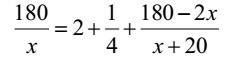 180/x = 2 + 1/4 + (180 − 2x)/(x + 20)